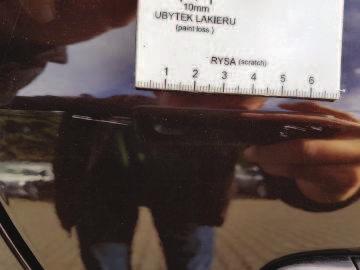 10mm
UBYTEK LAKIERU
(paint loss)
RYSA (scratch)
1 2 3 4 5 6